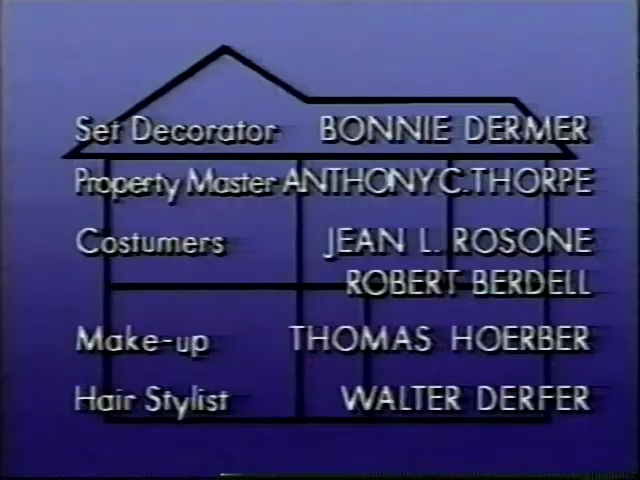 Set Decorator BONNIE DERMER
Property Master ANTHONY C. THORPE
Costumers JEAN L. ROSONE
ROBERT BERDELL
Make-up THOMAS HOERBER
Hair Stylist WALTER DERFER